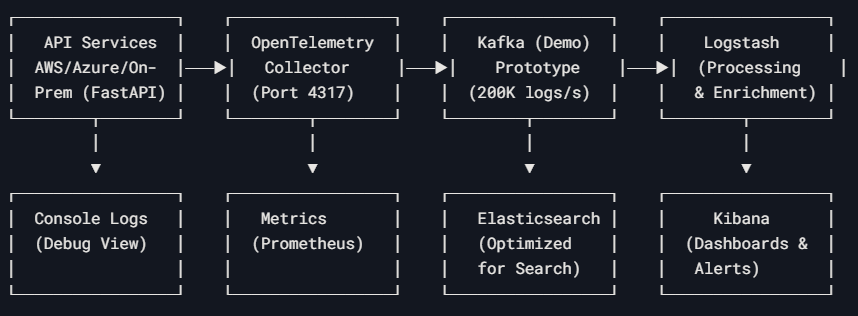 API Services
AWS/Azure/On-
Prem (FastAPI)
OpenTelemetry
Collector
(Port 4317)
Kafka (Demo)
Prototype
(200K logs/s)
Logstash
(Processing
& Enrichment)
Console Logs
(Debug View)
Metrics
(Prometheus)
Elasticsearch
(Optimized
for Search)
Kibana
(Dashboards &
Alerts)